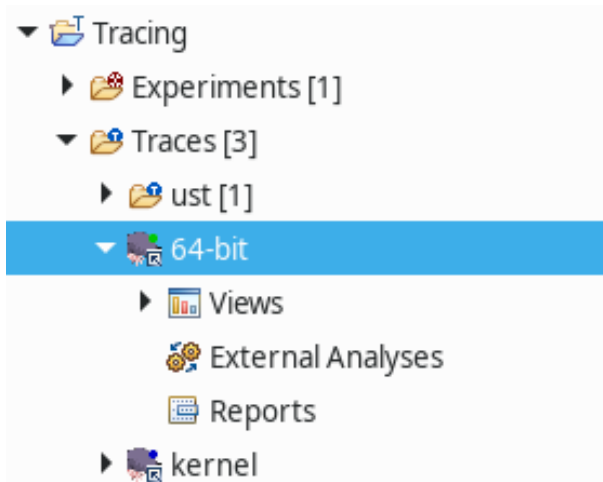 Tracing
Experiments [1]
Traces [3]
ust [1]
64-bit
Views
External Analyses
Reports
kernel